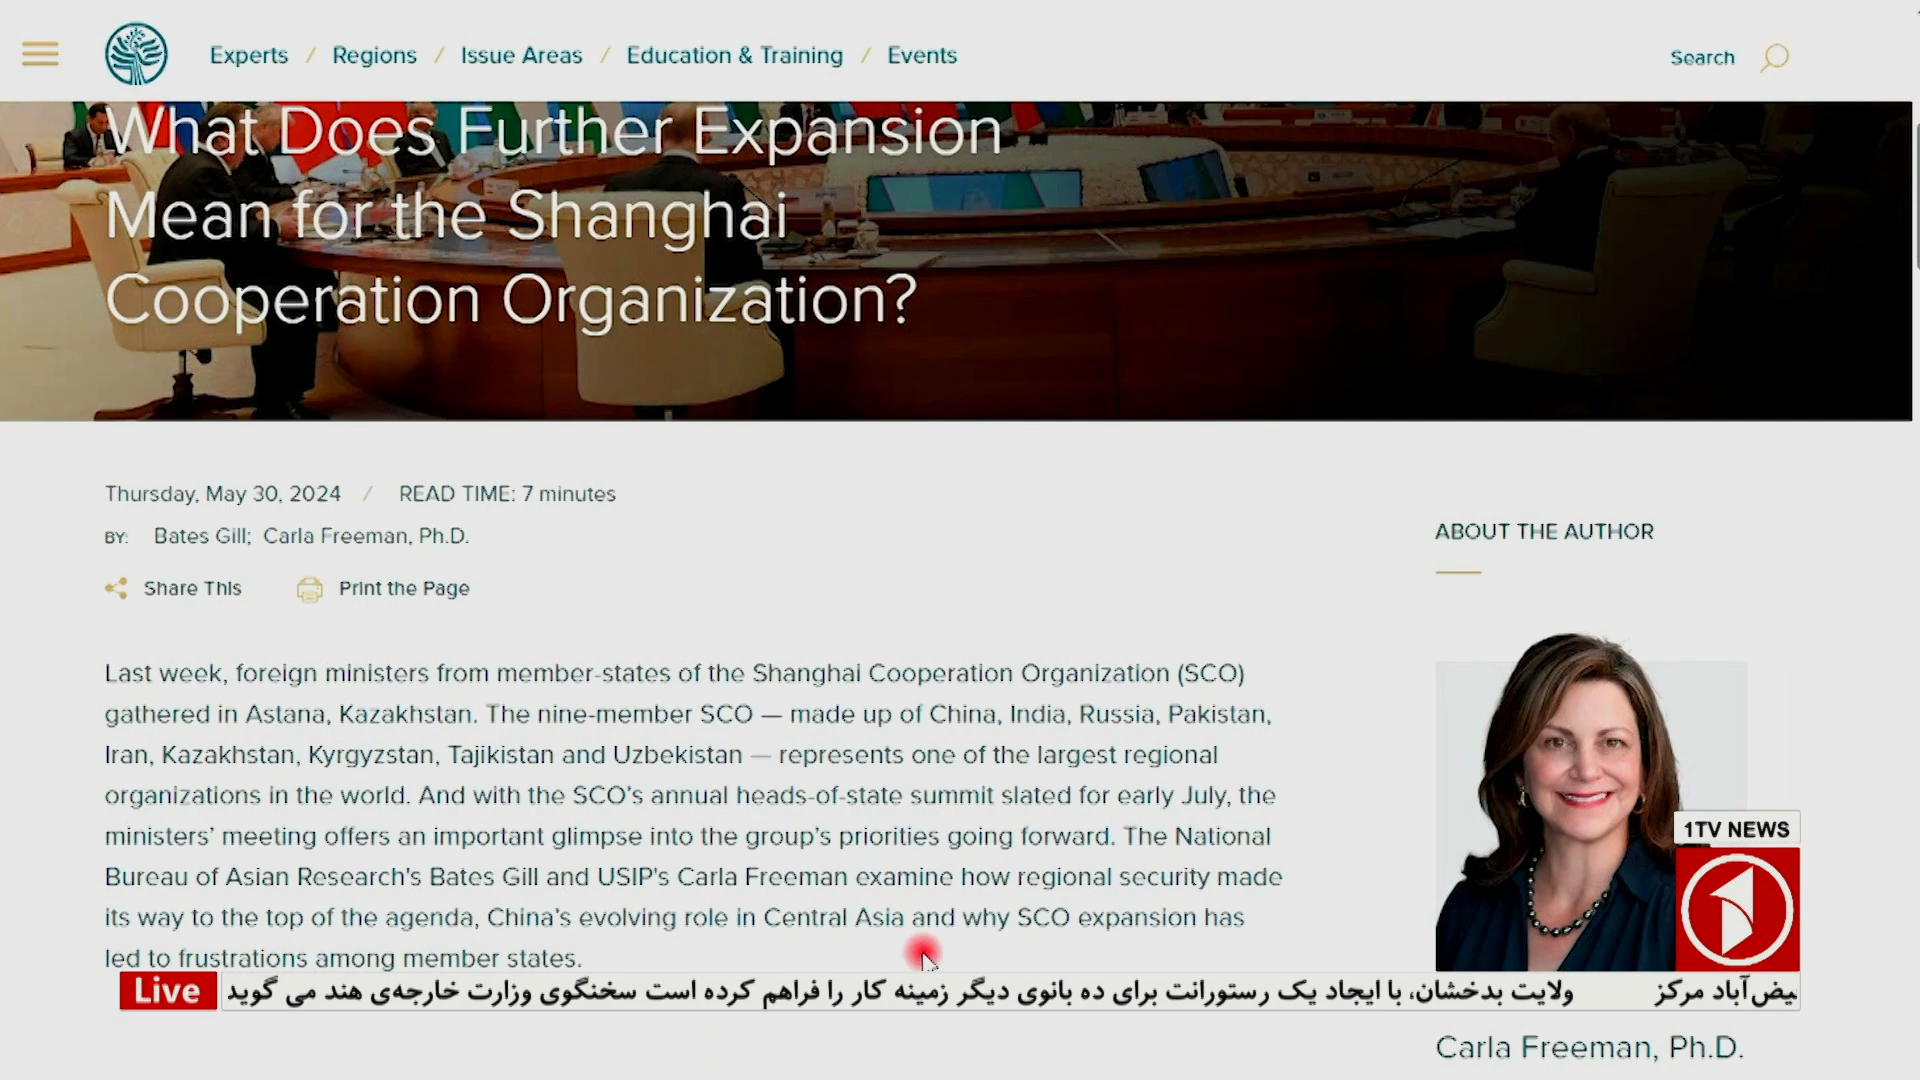 Experts / Regions / Issue Areas / Education & Training / Events
Search
What Does Further Expansion
Mean for the Shanghai
Cooperation Organization?
Thursday, May 30, 2024 / READ TIME: 7 minutes
BY: Bates Gill; Carla Freeman, Ph.D.
Share This
Print the Page
Last week, foreign ministers from member-states of the Shanghai Cooperation Organization (SCO)
gathered in Astana, Kazakhstan. The nine-member SCO — made up of China, India, Russia, Pakistan,
Iran, Kazakhstan, Kyrgyzstan, Tajikistan and Uzbekistan — represents one of the largest regional
organizations in the world. And with the SCO's annual heads-of-state summit slated for early July, the
ministers' meeting offers an important glimpse into the group's priorities going forward. The National
Bureau of Asian Research's Bates Gill and USIP's Carla Freeman examine how regional security made
its way to the top of the agenda, China's evolving role in Central Asia and why SCO expansion has
led to frustrations among member states.
ABOUT THE AUTHOR
Carla Freeman, Ph.D.
1TV NEWS
Live
آباد مرکز ولایت بدخشان، با ایجاد یک رستورانت برای ده بانوی دیگر زمینه کار را فراهم کرده است سخنگوی وزارت خارجه‌ی هند می گوید